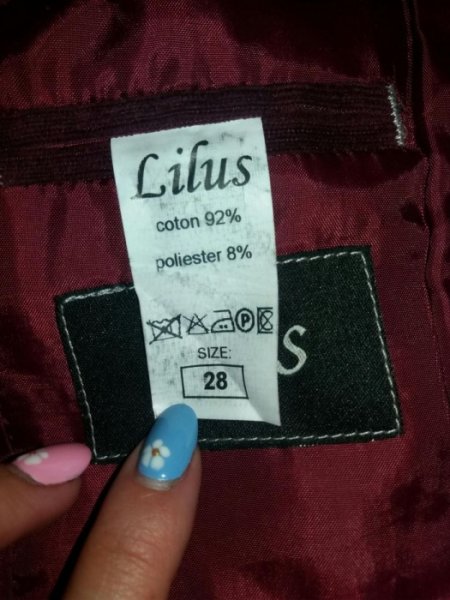 Lilus
coton 92%
poliester 8%
P
SIZE:
28
S